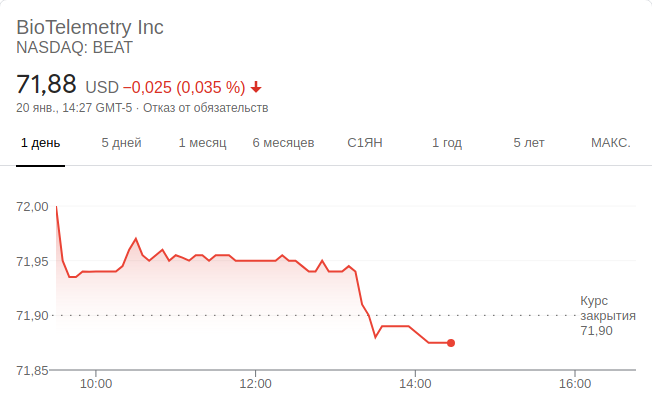 BioTelemetry Inc
NASDAQ: BEAT
71,88 USD −0,025 (0,035 %)
20 янв., 14:27 GMT-5 · Отказ от обязательств
1 день 5 дней 1 месяц 6 месяцев С1ЯН 1 год 5 лет МАКС.
72,00
71,95
71,90
Курс
закрытия
71,90
71,85
10:00 12:00 14:00 16:00